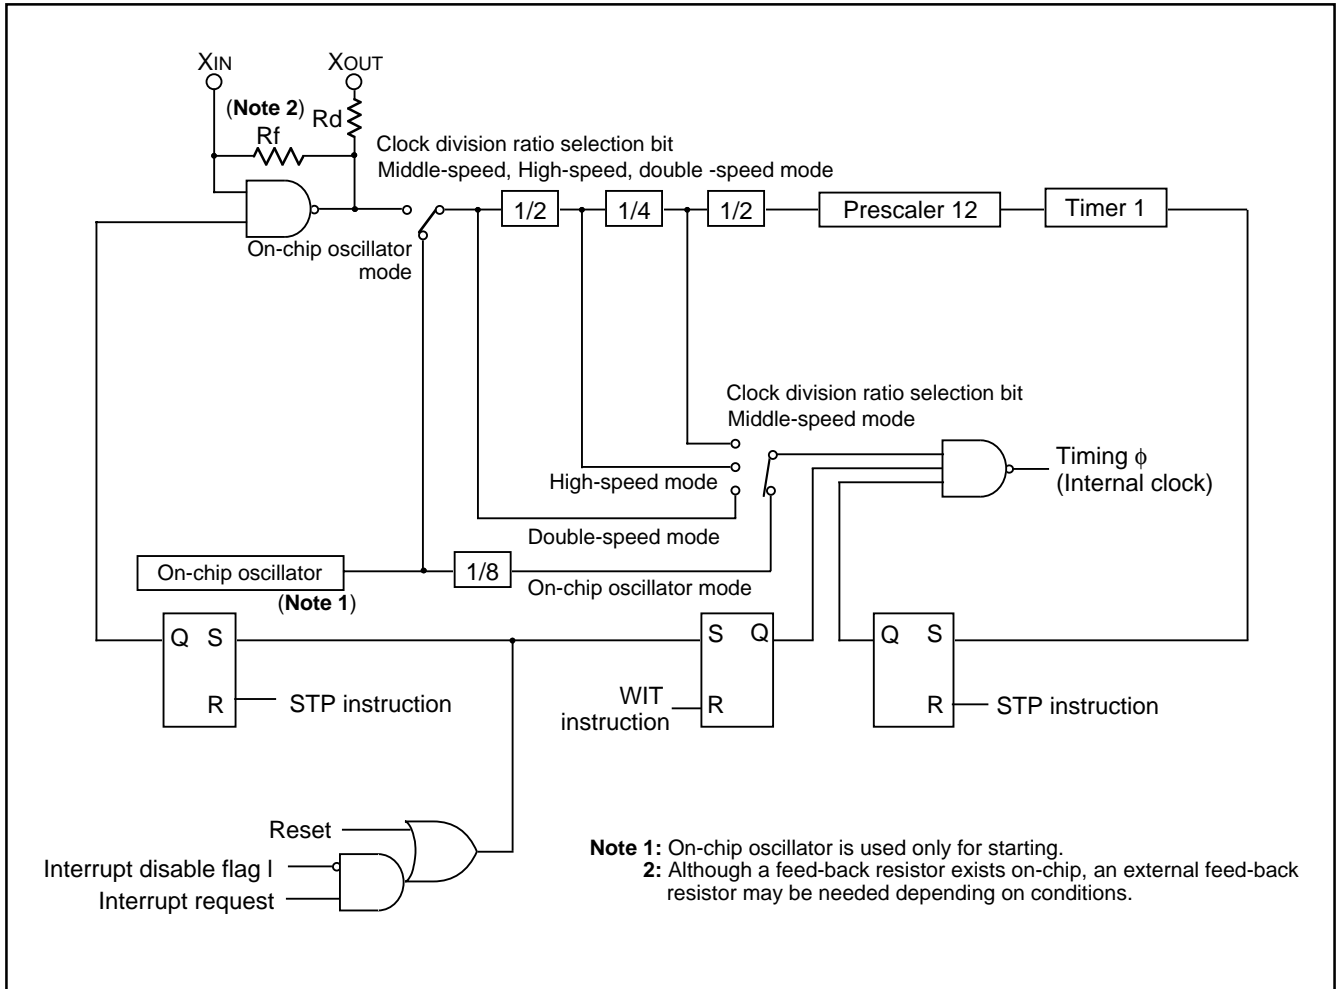 XIN
XOUT
(Note 2)
Rd
Rf
Clock division ratio selection bit
Middle-speed, High-speed, double -speed mode
1/2
1/4
1/2
Prescaler 12
Timer 1
On-chip oscillator
mode
Clock division ratio selection bit
Middle-speed mode
High-speed mode
Double-speed mode
Timing ϕ
(Internal clock)
On-chip oscillator
(Note 1)
1/8
On-chip oscillator mode
Q S
R
STP instruction
S Q
R
WIT
instruction
Q S
R
STP instruction
Reset
Interrupt disable flag I
Interrupt request
Note 1: On-chip oscillator is used only for starting.
2: Although a feed-back resistor exists on-chip, an external feed-back
resistor may be needed depending on conditions.